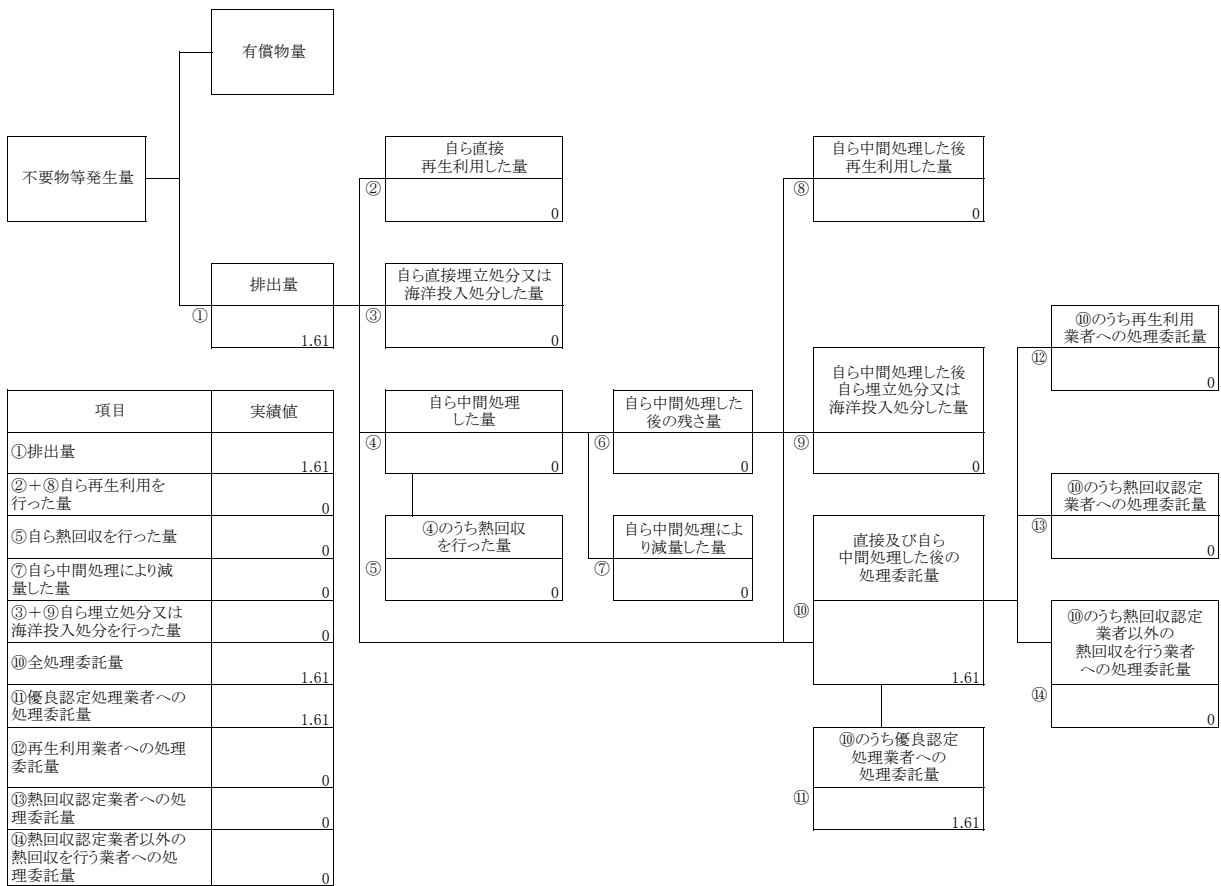 有償物量
不要物等発生量
自ら直接
再生利用した量
②
0
自ら中間処理した後
再生利用した量
⑧
0
排出量
①
1.61
自ら直接埋立処分又は
海洋投入処分した量
③
0
⑩のうち再生利用
業者への処理委託量
⑫
0
自ら中間処理
した量
④
0
自ら中間処理した
後の残さ量
⑥
0
自ら中間処理した後
自ら埋立処分又は
海洋投入処分した量
⑨
0
⑩のうち熱回収認定
業者への処理委託量
⑬
0
④のうち熱回収
を行った量
⑤
0
自ら中間処理によ
り減量した量
⑦
0
直接及び自ら
中間処理した後の
処理委託量
⑩
1.61
⑩のうち熱回収認定
業者以外の
熱回収を行う業者
への処理委託量
⑭
0
⑩のうち優良認定
処理業者への
処理委託量
⑪
1.61
項目 実績値
①排出量
1.61
②+⑧自ら再生利用を
行った量
0
⑤自ら熱回収を行った量
0
⑦自ら中間処理により減
量した量
0
③+⑨自ら埋立処分又は
海洋投入処分を行った量
0
⑩全処理委託量
1.61
⑪優良認定処理業者への
処理委託量
1.61
⑫再生利用業者への処理
委託量
0
⑬熱回収認定業者への処
理委託量
0
⑭熱回収認定業者以外の
熱回収を行う業者への処
理委託量
0